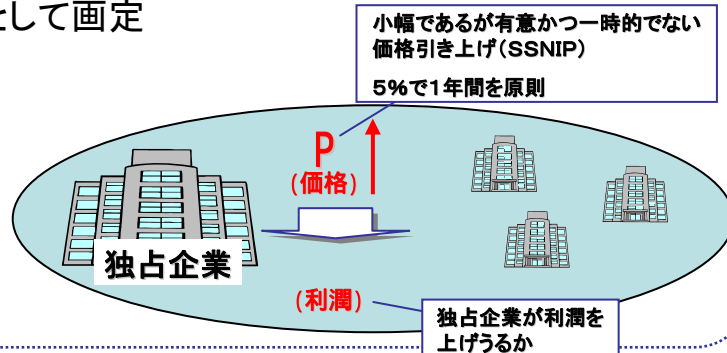 として画定
小幅であるが有意かつ一時的でない
価格引き上げ(SSNIP)
5%で1年間を原則
P
(価格)
独占企業
(利潤)
独占企業が利潤を
上げうるか